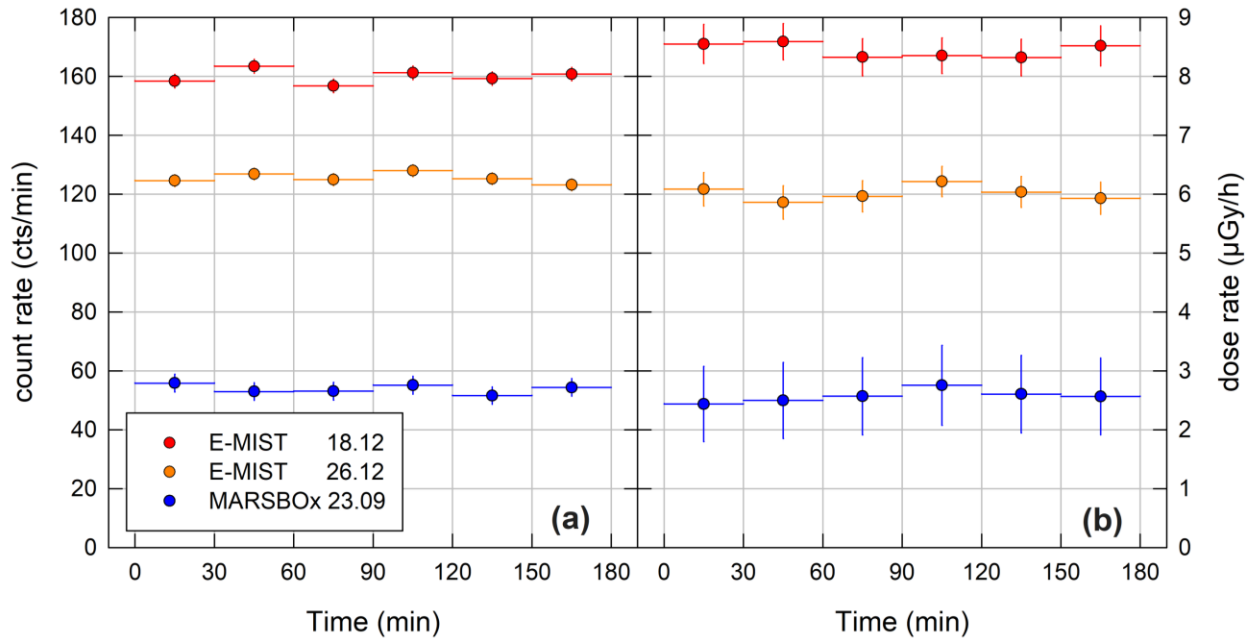 180
160
140
120
100
80
60
40
20
0
count rate (cts/min)
E-MIST 18.12
E-MIST 26.12
MARSBOx 23.09
(a)
(b)
9
8
7
6
5
4
3
2
1
0
dose rate (µGy/h)
0 30 60 90 120 150 180
0 30 60 90 120 150 180
Time (min)
Time (min)